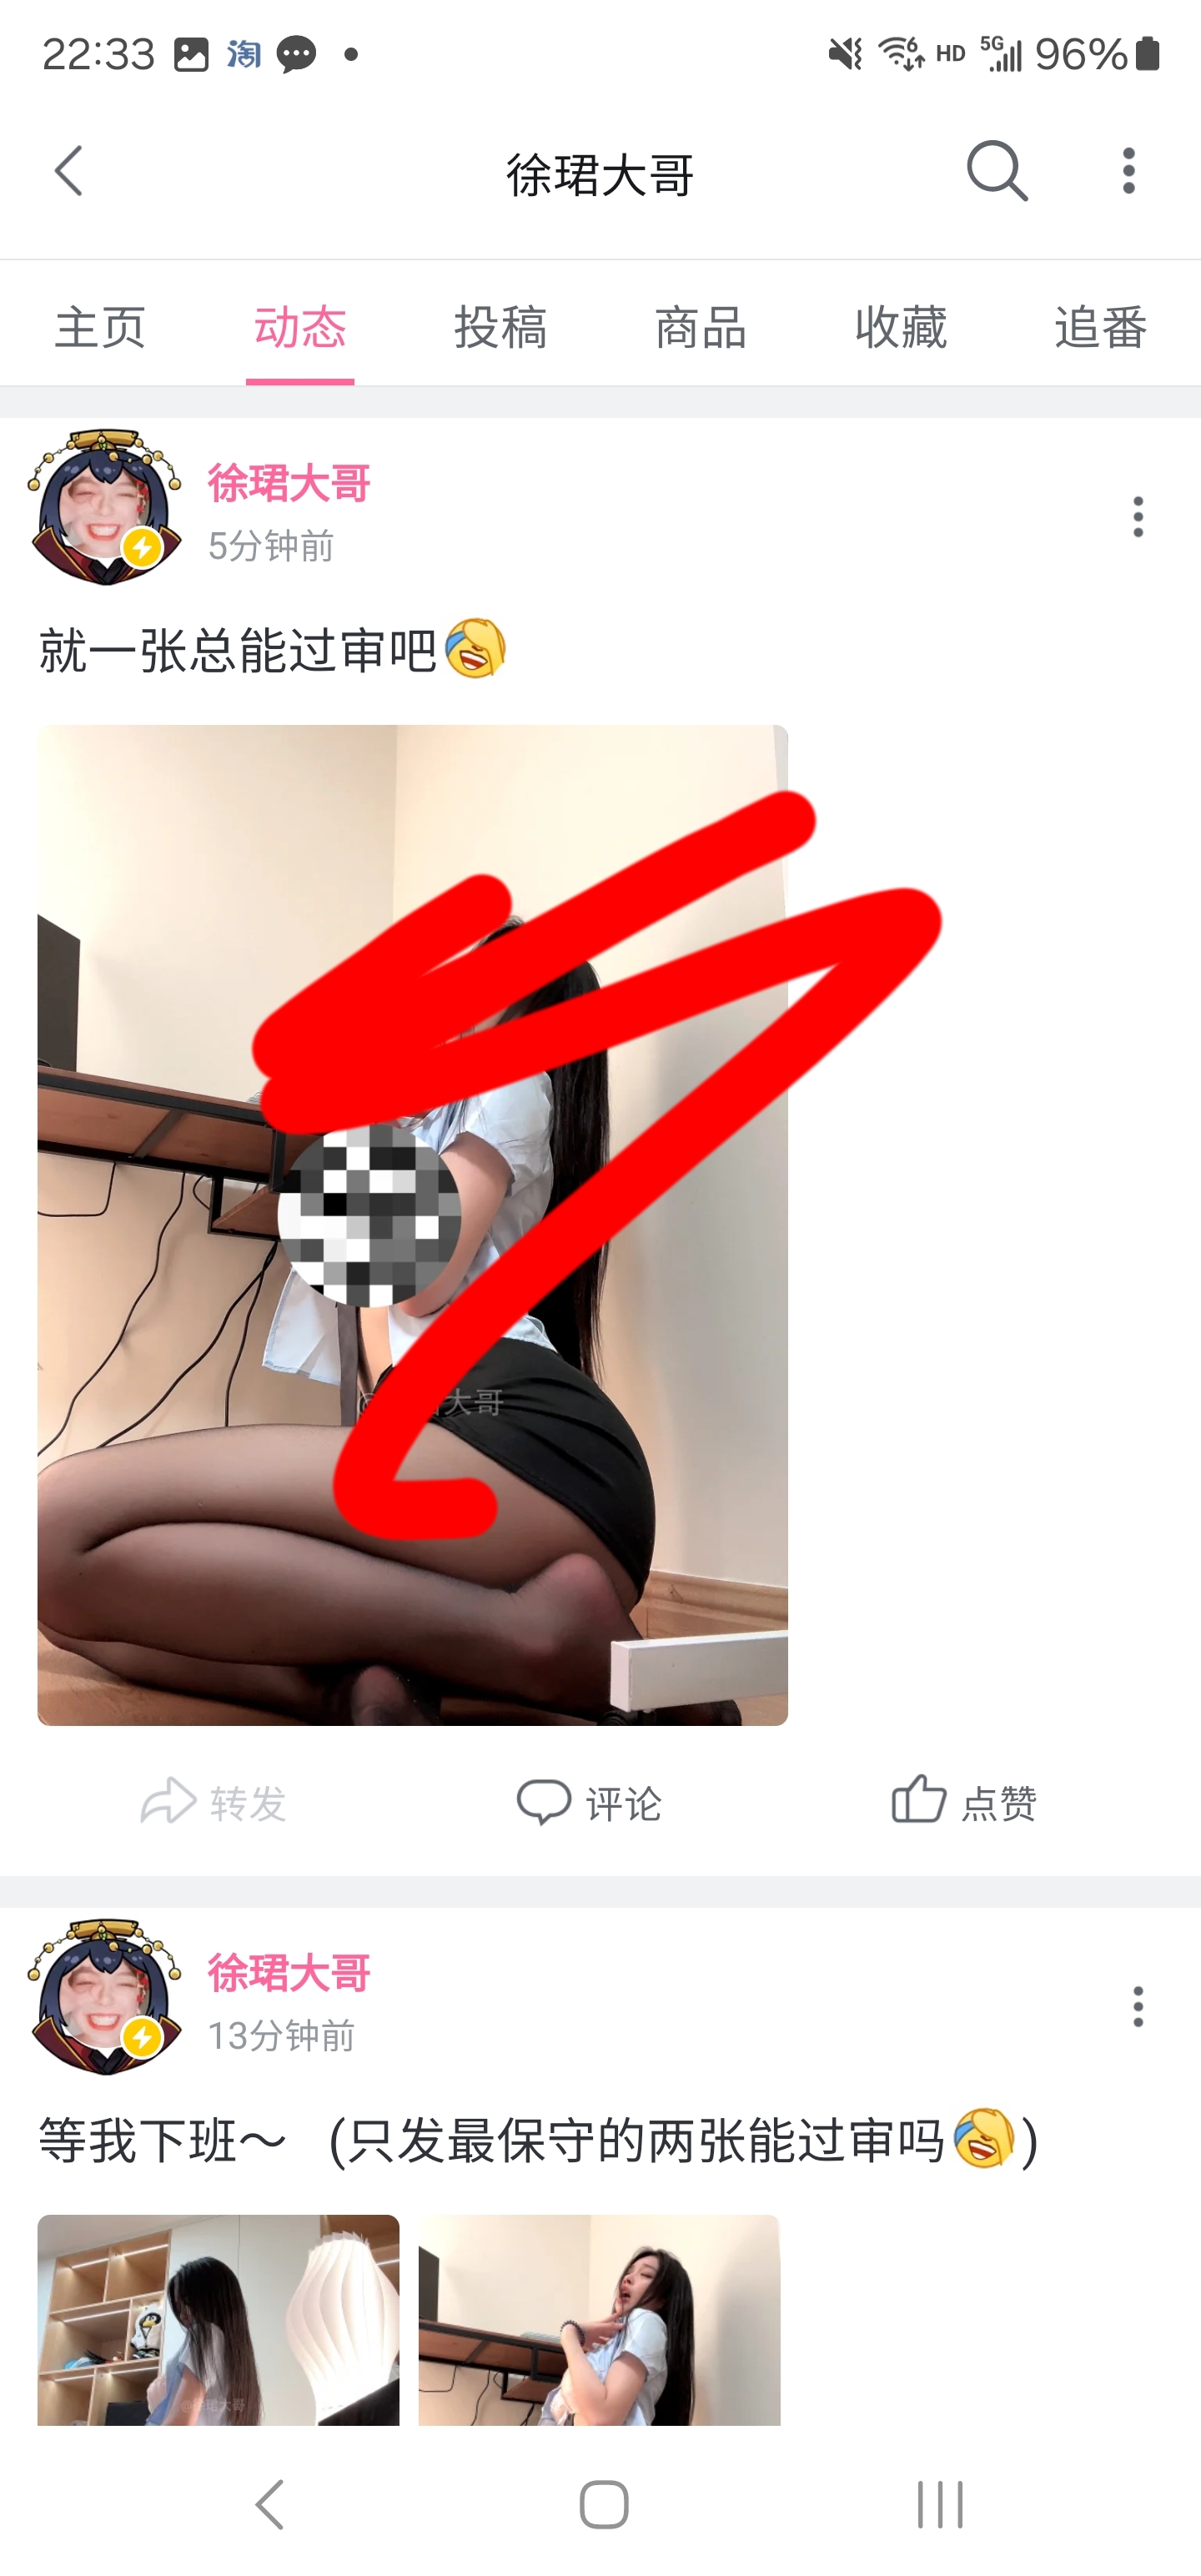 22:33 淘 HD 5G 96%
徐珺大哥
主页 动态 投稿 商品 收藏 追番
徐珺大哥
5分钟前
就一张总能过审吧
大哥
转发 评论 点赞
徐珺大哥
13分钟前
等我下班～ (只发最保守的两张能过审吗)